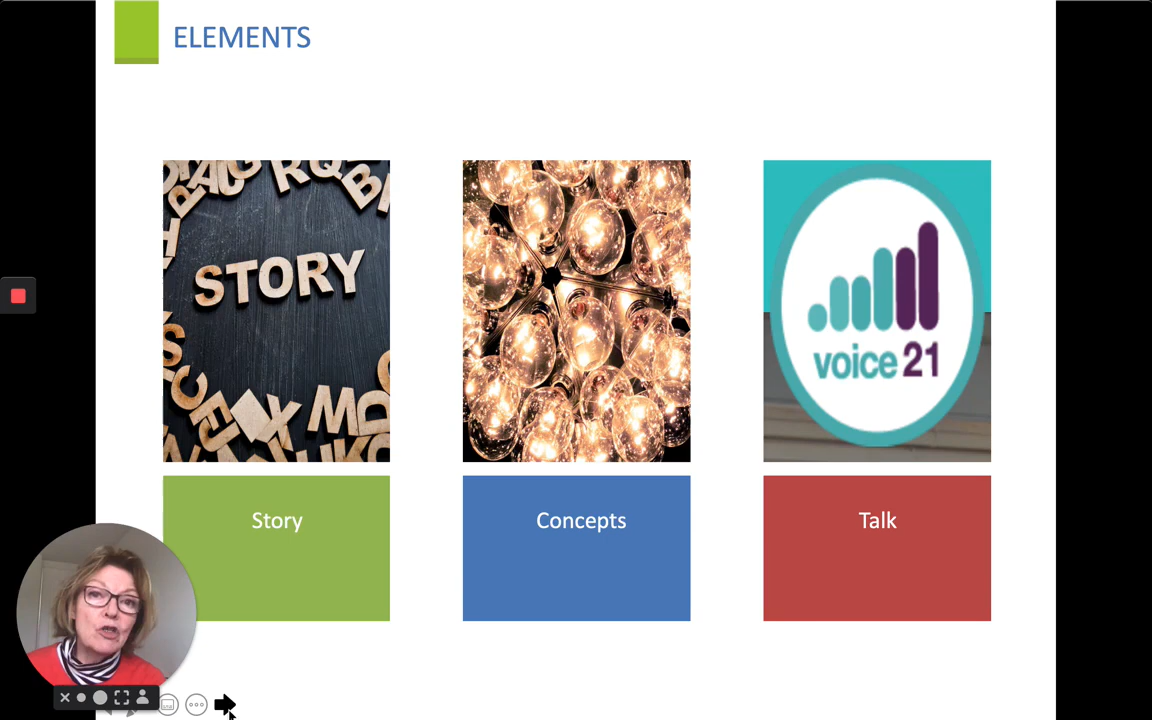 ELEMENTS
STORY
voice 21
Story
Concepts
Talk